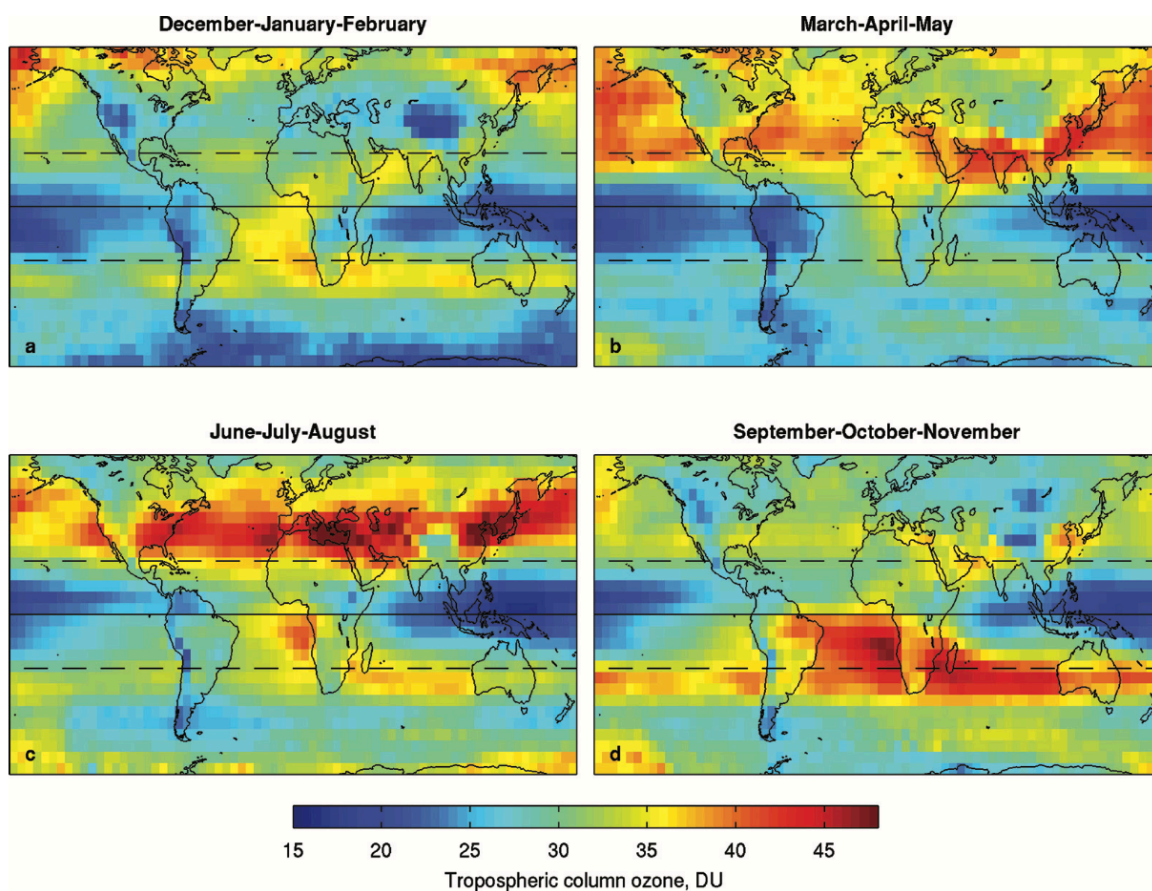 December-January-February
March-April-May
a
b
June-July-August
September-October-November
c
d
15 20 25 30 35 40 45
Tropospheric column ozone, DU